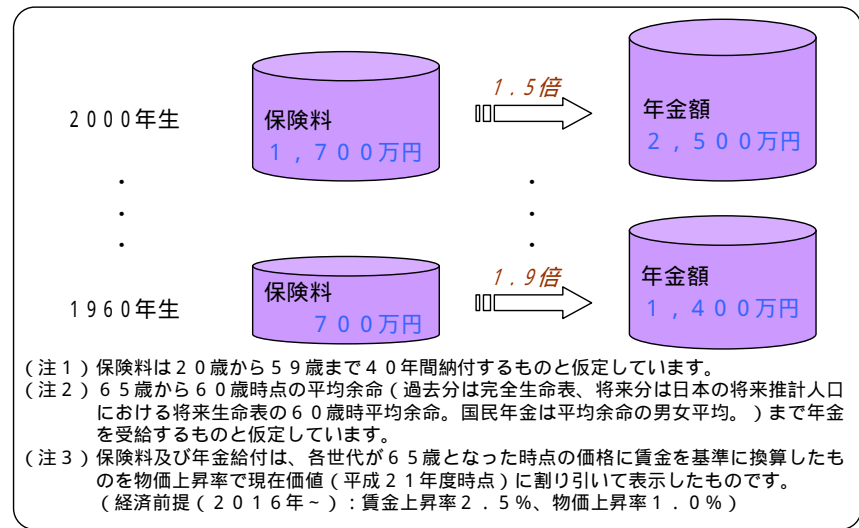 2000年生
保険料
1,700万円
1.5倍
年金額
2,500万円
・ ・
・ ・
・ ・
1960年生
保険料
700万円
1.9倍
年金額
1,400万円
(注1)保険料は20歳から59歳まで40年間納付するものと仮定しています。
(注2)65歳から60歳時点の平均余命(過去分は完全生命表、将来分は日本の将来推計人口
における将来生命表の60歳時平均余命。国民年金は平均余命の男女平均。)まで年金
を受給するものと仮定しています。
(注3)保険料及び年金給付は、各世代が65歳となった時点の価格に賃金を基準に換算したも
のを物価上昇率で現在価値(平成21年度時点)に割り引いて表示したものです。
(経済前提(2016年~):賃金上昇率2.5%、物価上昇率1.0%)